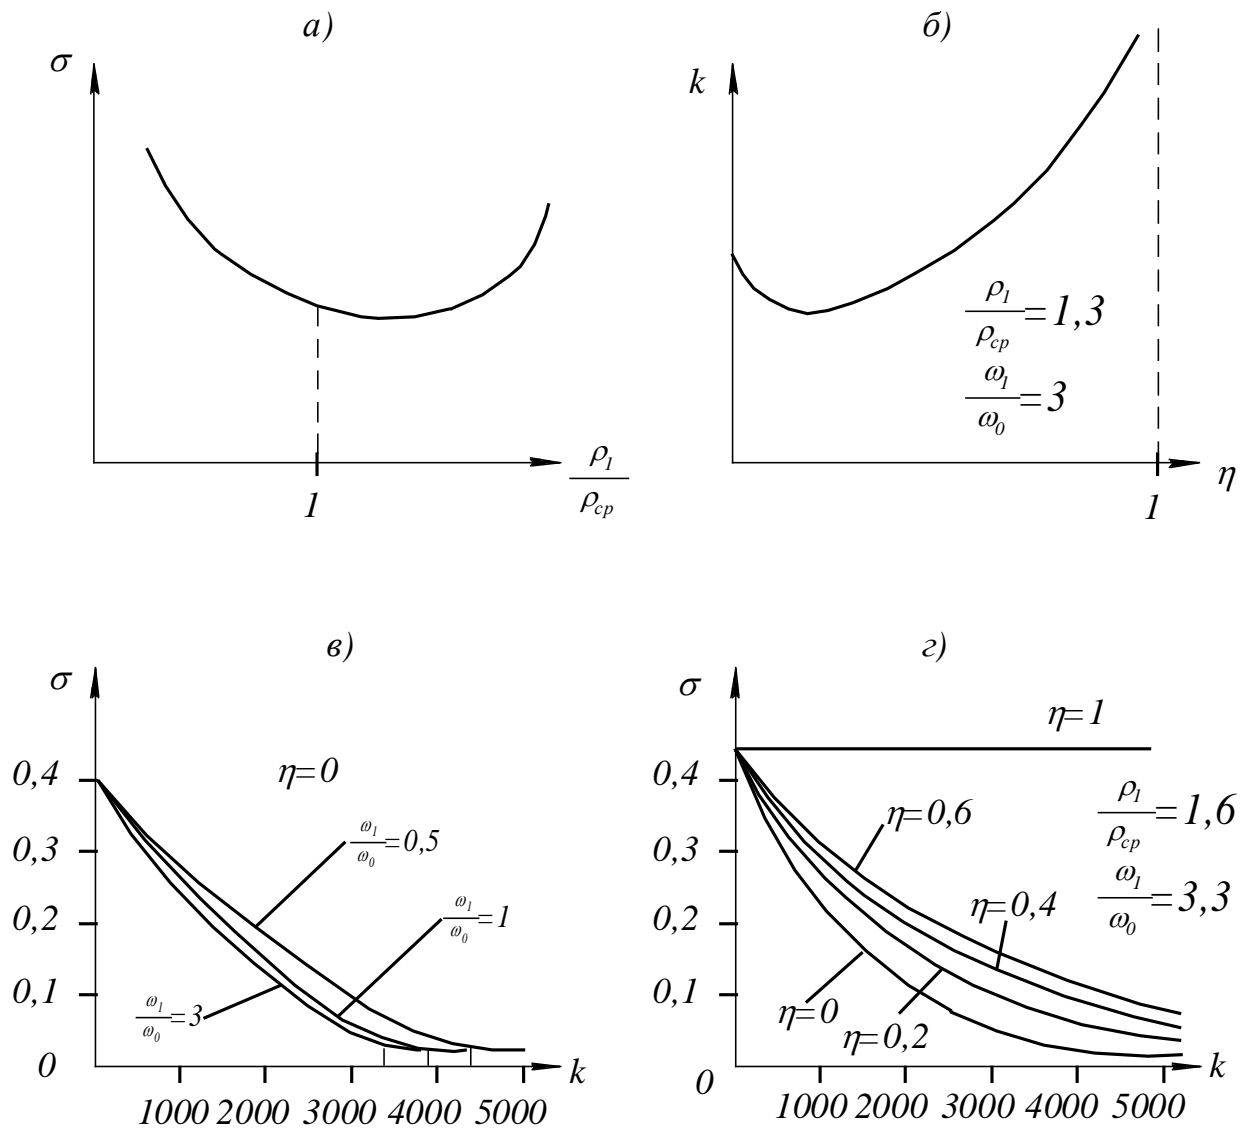 а)
σ
ρ1
ρср
1
б)
k
ρ1
ρср
=1,3
ω1
ω0
=3
η
1
в)
σ
0,4
η=0
0,3
ω1
ω0
=0,5
0,2
ω1
ω0
=1
0,1
ω1
ω0
=3
0
k
1000 2000 3000 4000 5000
г)
σ
η=1
0,4
ρ1
ρср
=1,6
η=0,6
0,3
ω1
ω0
=3,3
0,2
η=0,4
0,1
η=0
η=0,2
0
k
1000 2000 3000 4000 5000